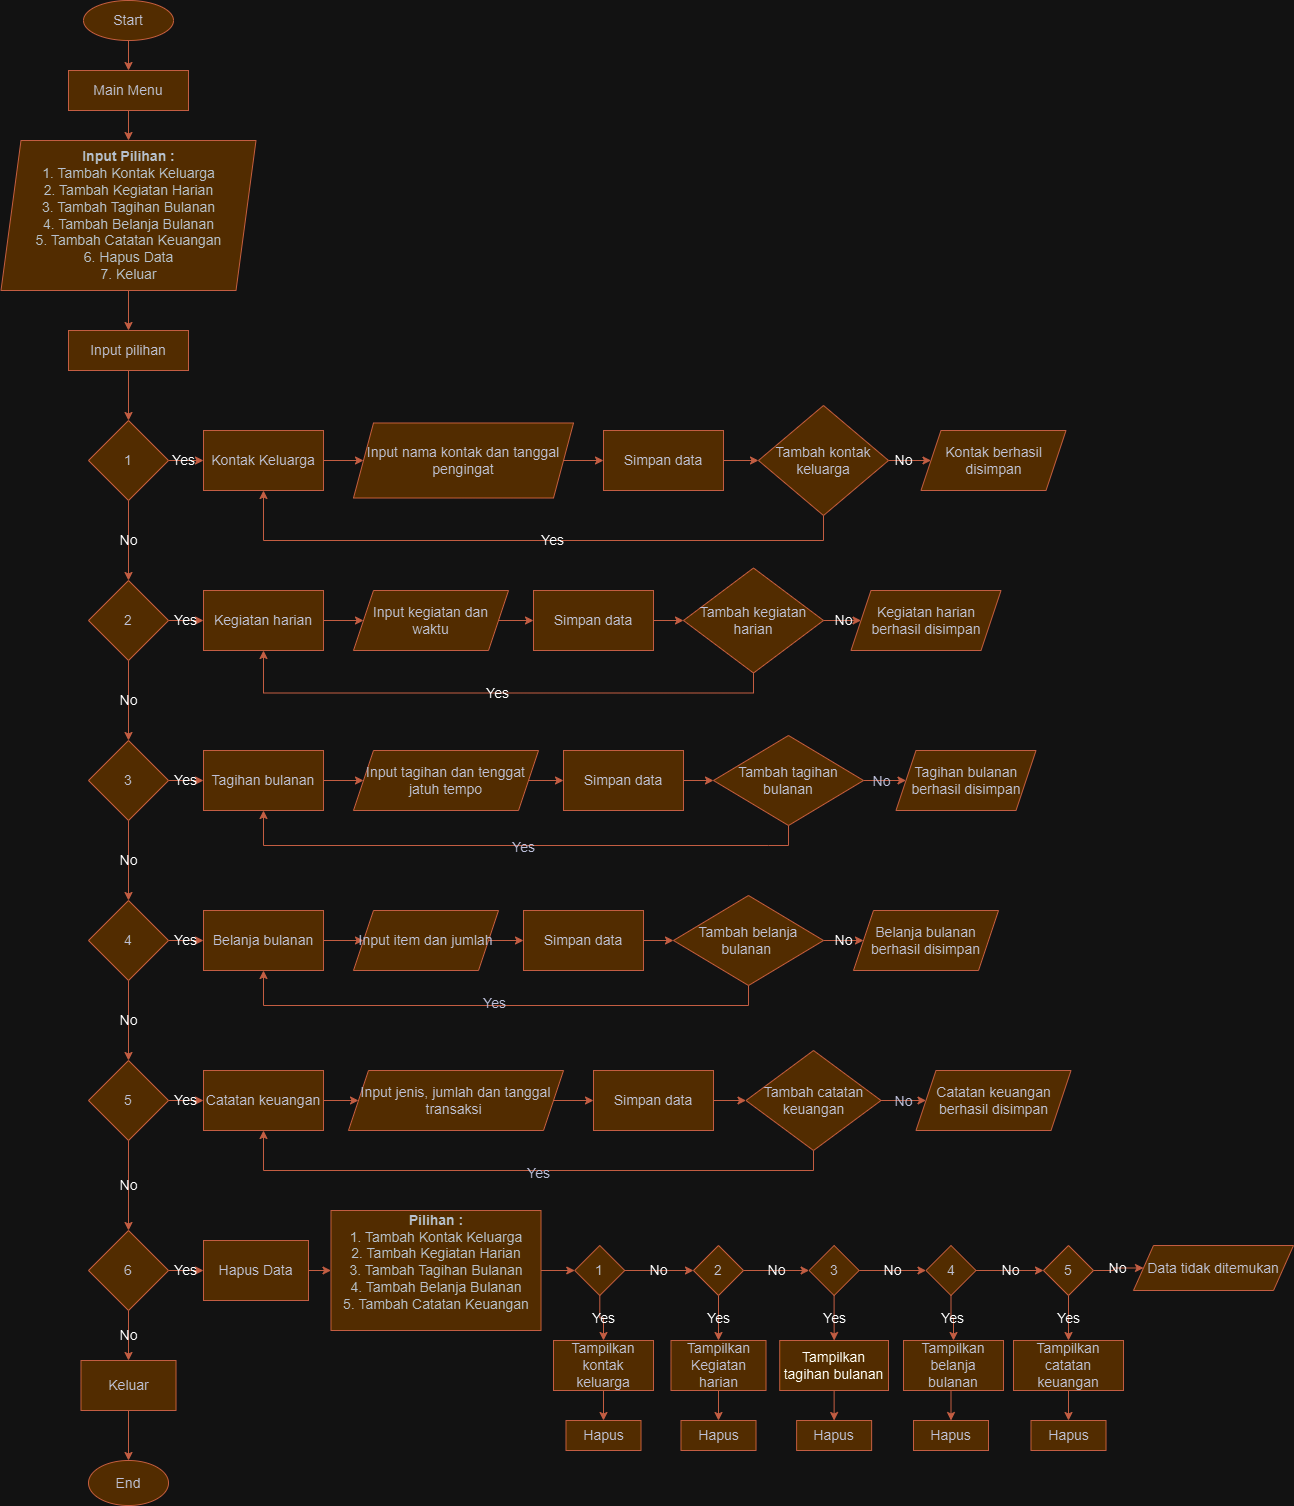 Start
Main Menu
Input Pilihan :
1. Tambah Kontak Keluarga
2. Tambah Kegiatan Harian
3. Tambah Tagihan Bulanan
4. Tambah Belanja Bulanan
5. Tambah Catatan Keuangan
6. Hapus Data
7. Keluar
Input pilihan
1
Yes
Kontak Keluarga
Input nama kontak dan tanggal
pengingat
Simpan data
Tambah kontak
keluarga
No
Kontak berhasil
disimpan
Yes
No
2
Yes
Kegiatan harian
Input kegiatan dan
waktu
Simpan data
Tambah kegiatan
harian
No
Kegiatan harian
berhasil disimpan
Yes
No
3
Yes
Tagihan bulanan
Input tagihan dan tenggat
jatuh tempo
Simpan data
Tambah tagihan
bulanan
No
Tagihan bulanan
berhasil disimpan
Yes
No
4
Yes
Belanja bulanan
Input item dan jumlah
Simpan data
Tambah belanja
bulanan
No
Belanja bulanan
berhasil disimpan
Yes
No
5
Yes
Catatan keuangan
Input jenis, jumlah dan tanggal
transaksi
Simpan data
Tambah catatan
keuangan
No
Catatan keuangan
berhasil disimpan
Yes
No
6
Yes
Hapus Data
Pilihan :
1. Tambah Kontak Keluarga
2. Tambah Kegiatan Harian
3. Tambah Tagihan Bulanan
4. Tambah Belanja Bulanan
5. Tambah Catatan Keuangan
1
No
2
No
3
No
4
No
5
No
Data tidak ditemukan
Yes
Yes
Yes
Yes
Yes
Tampilkan
kontak
keluarga
Tampilkan
Kegiatan
harian
Tampilkan
tagihan bulanan
Tampilkan
belanja
bulanan
Tampilkan
catatan
keuangan
Hapus
Hapus
Hapus
Hapus
Hapus
No
Keluar
End